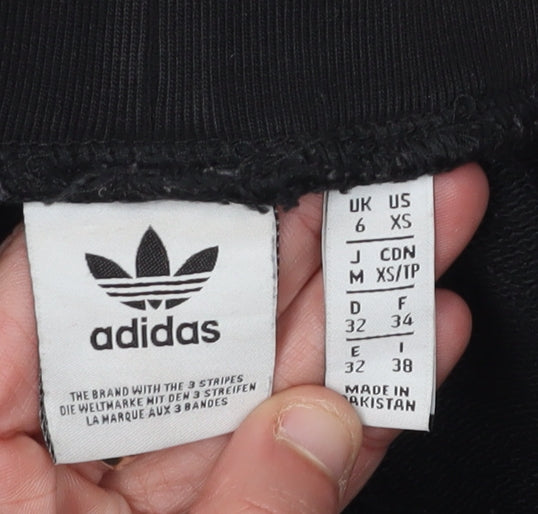 adidas
THE BRAND WITH THE 3 STRIPES
DIE WELTMARKE MIT DEN 3 STREIFEN
LA MARQUE AUX 3 BANDES
UK US
6 XS
J CDN
M XS/TP
D F
32 34
E I
32 38
MADE IN
PAKISTAN